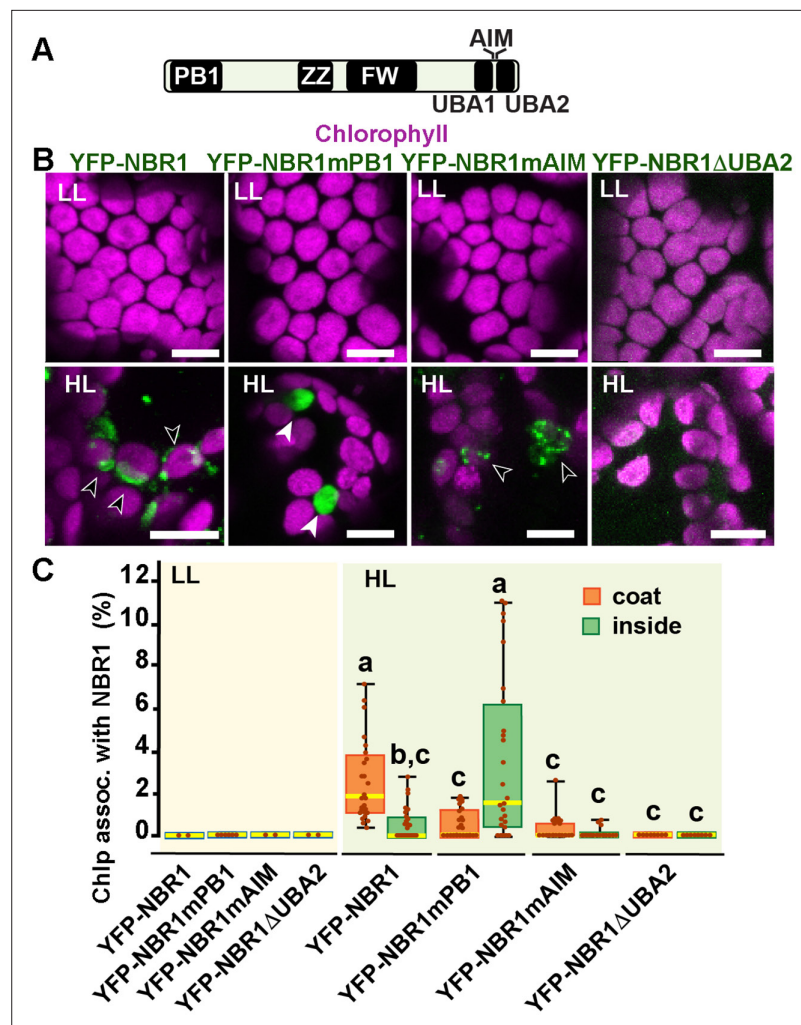 A
AIM
PB1 ZZ FW
UBA1 UBA2
Chlorophyll
B YFP-NBR1 YFP-NBR1mPB1 YFP-NBR1mAIM YFP-NBR1ΔUBA2
LL LL LL LL
HL HL HL HL
C
LL HL
coat
inside
Chlp assoc. with NBR1 (%)
12
10
8
6
4
2
0
a b,c c a c c c c
YFP-NBR1
YFP-NBR1mPB1
YFP-NBR1mAIM
YFP-NBR1ΔUBA2
YFP-NBR1
YFP-NBR1mPB1
YFP-NBR1mAIM
YFP-NBR1ΔUBA2